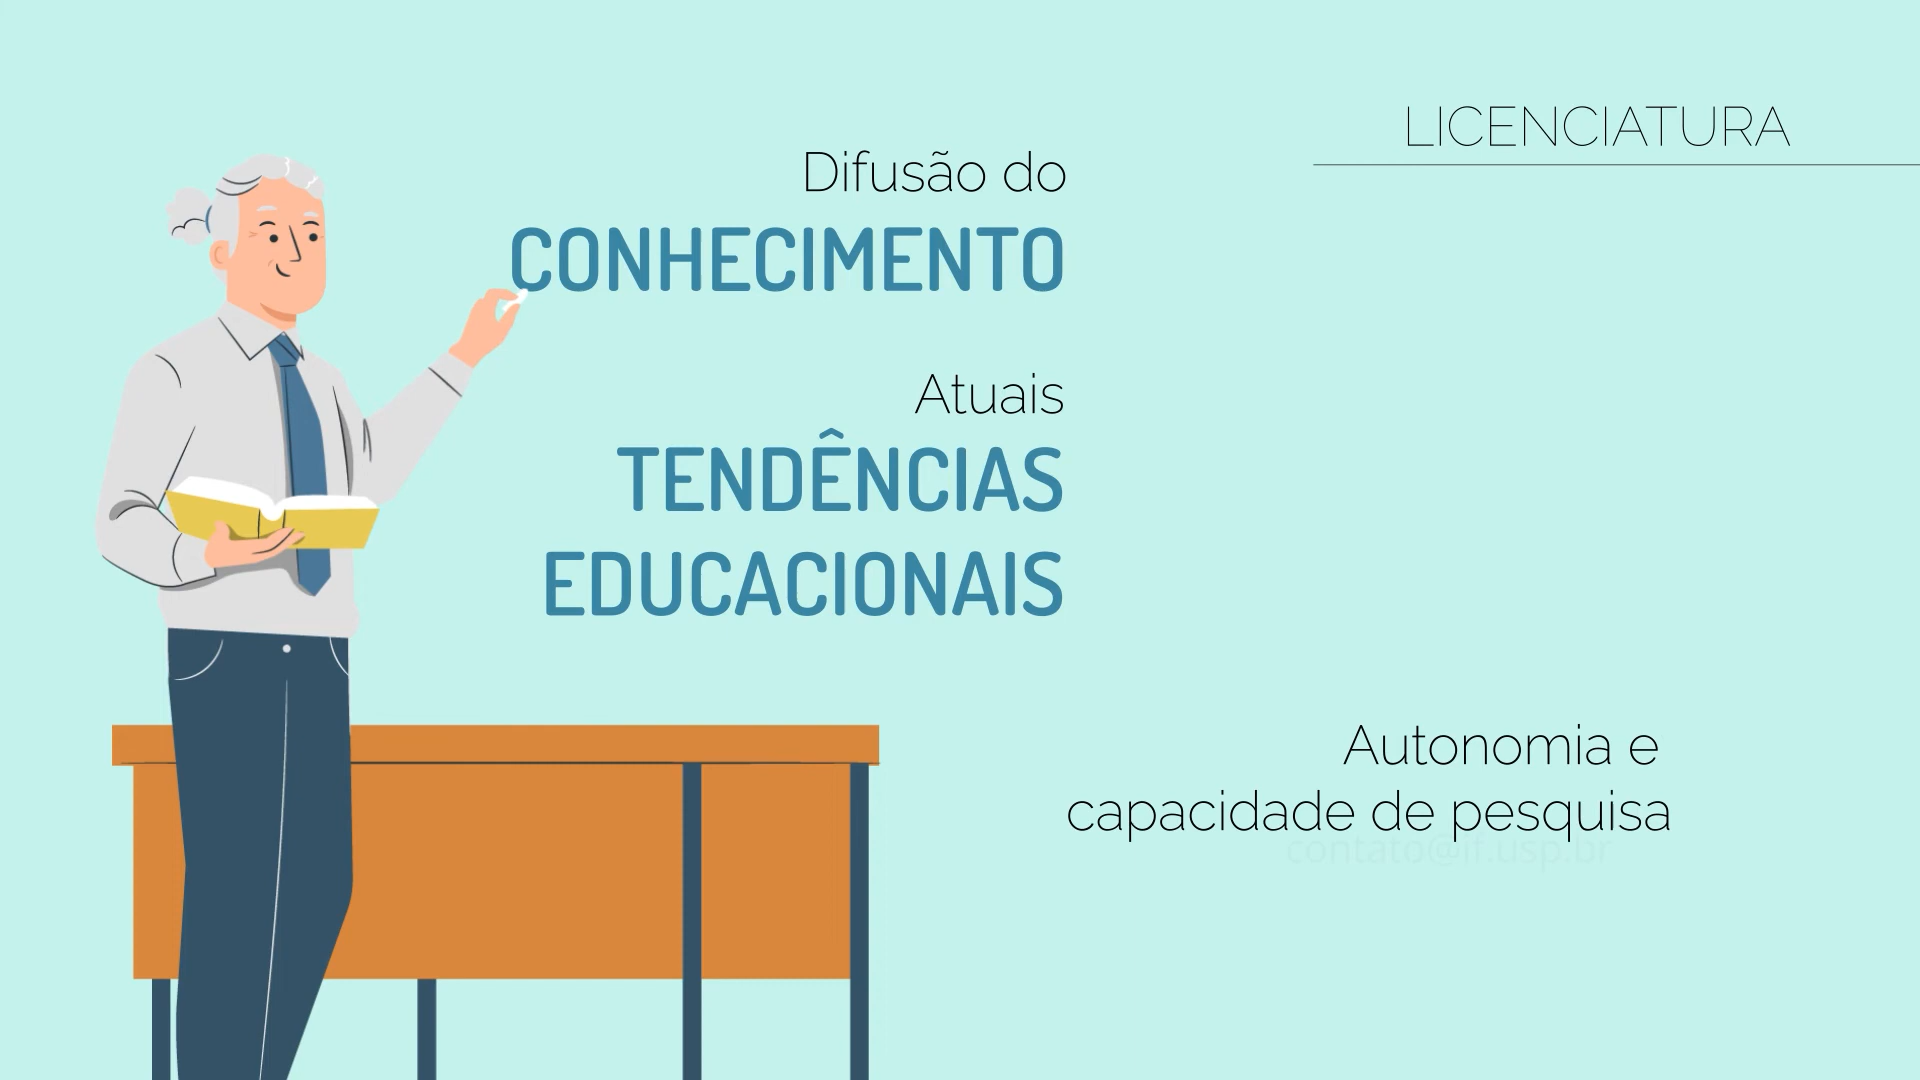 LICENCIATURA
Difusão do
CONHECIMENTO
Atuais
TENDÊNCIAS
EDUCACIONAIS
Autonomia e
capacidade de pesquisa
contato@if.usp.br